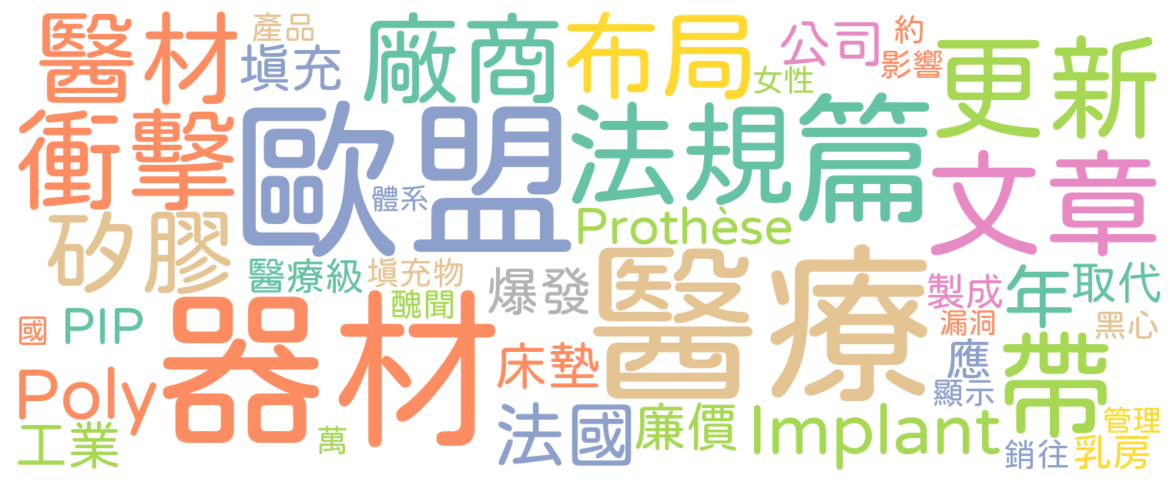 醫材
產品
填充
廠商
布局
公司
約
影響
女性
更新
衝擊
歐盟
法規
篇
體系
文章
矽膠
Prothèse
醫療級
填充物
爆發
醫療
製成
年
取代
醜聞
漏洞
黑心
國
PIP
器材
床墊
應
帶
Poly
顯示
法國
廉價
Implant
管理
工業
萬
銷往
乳房